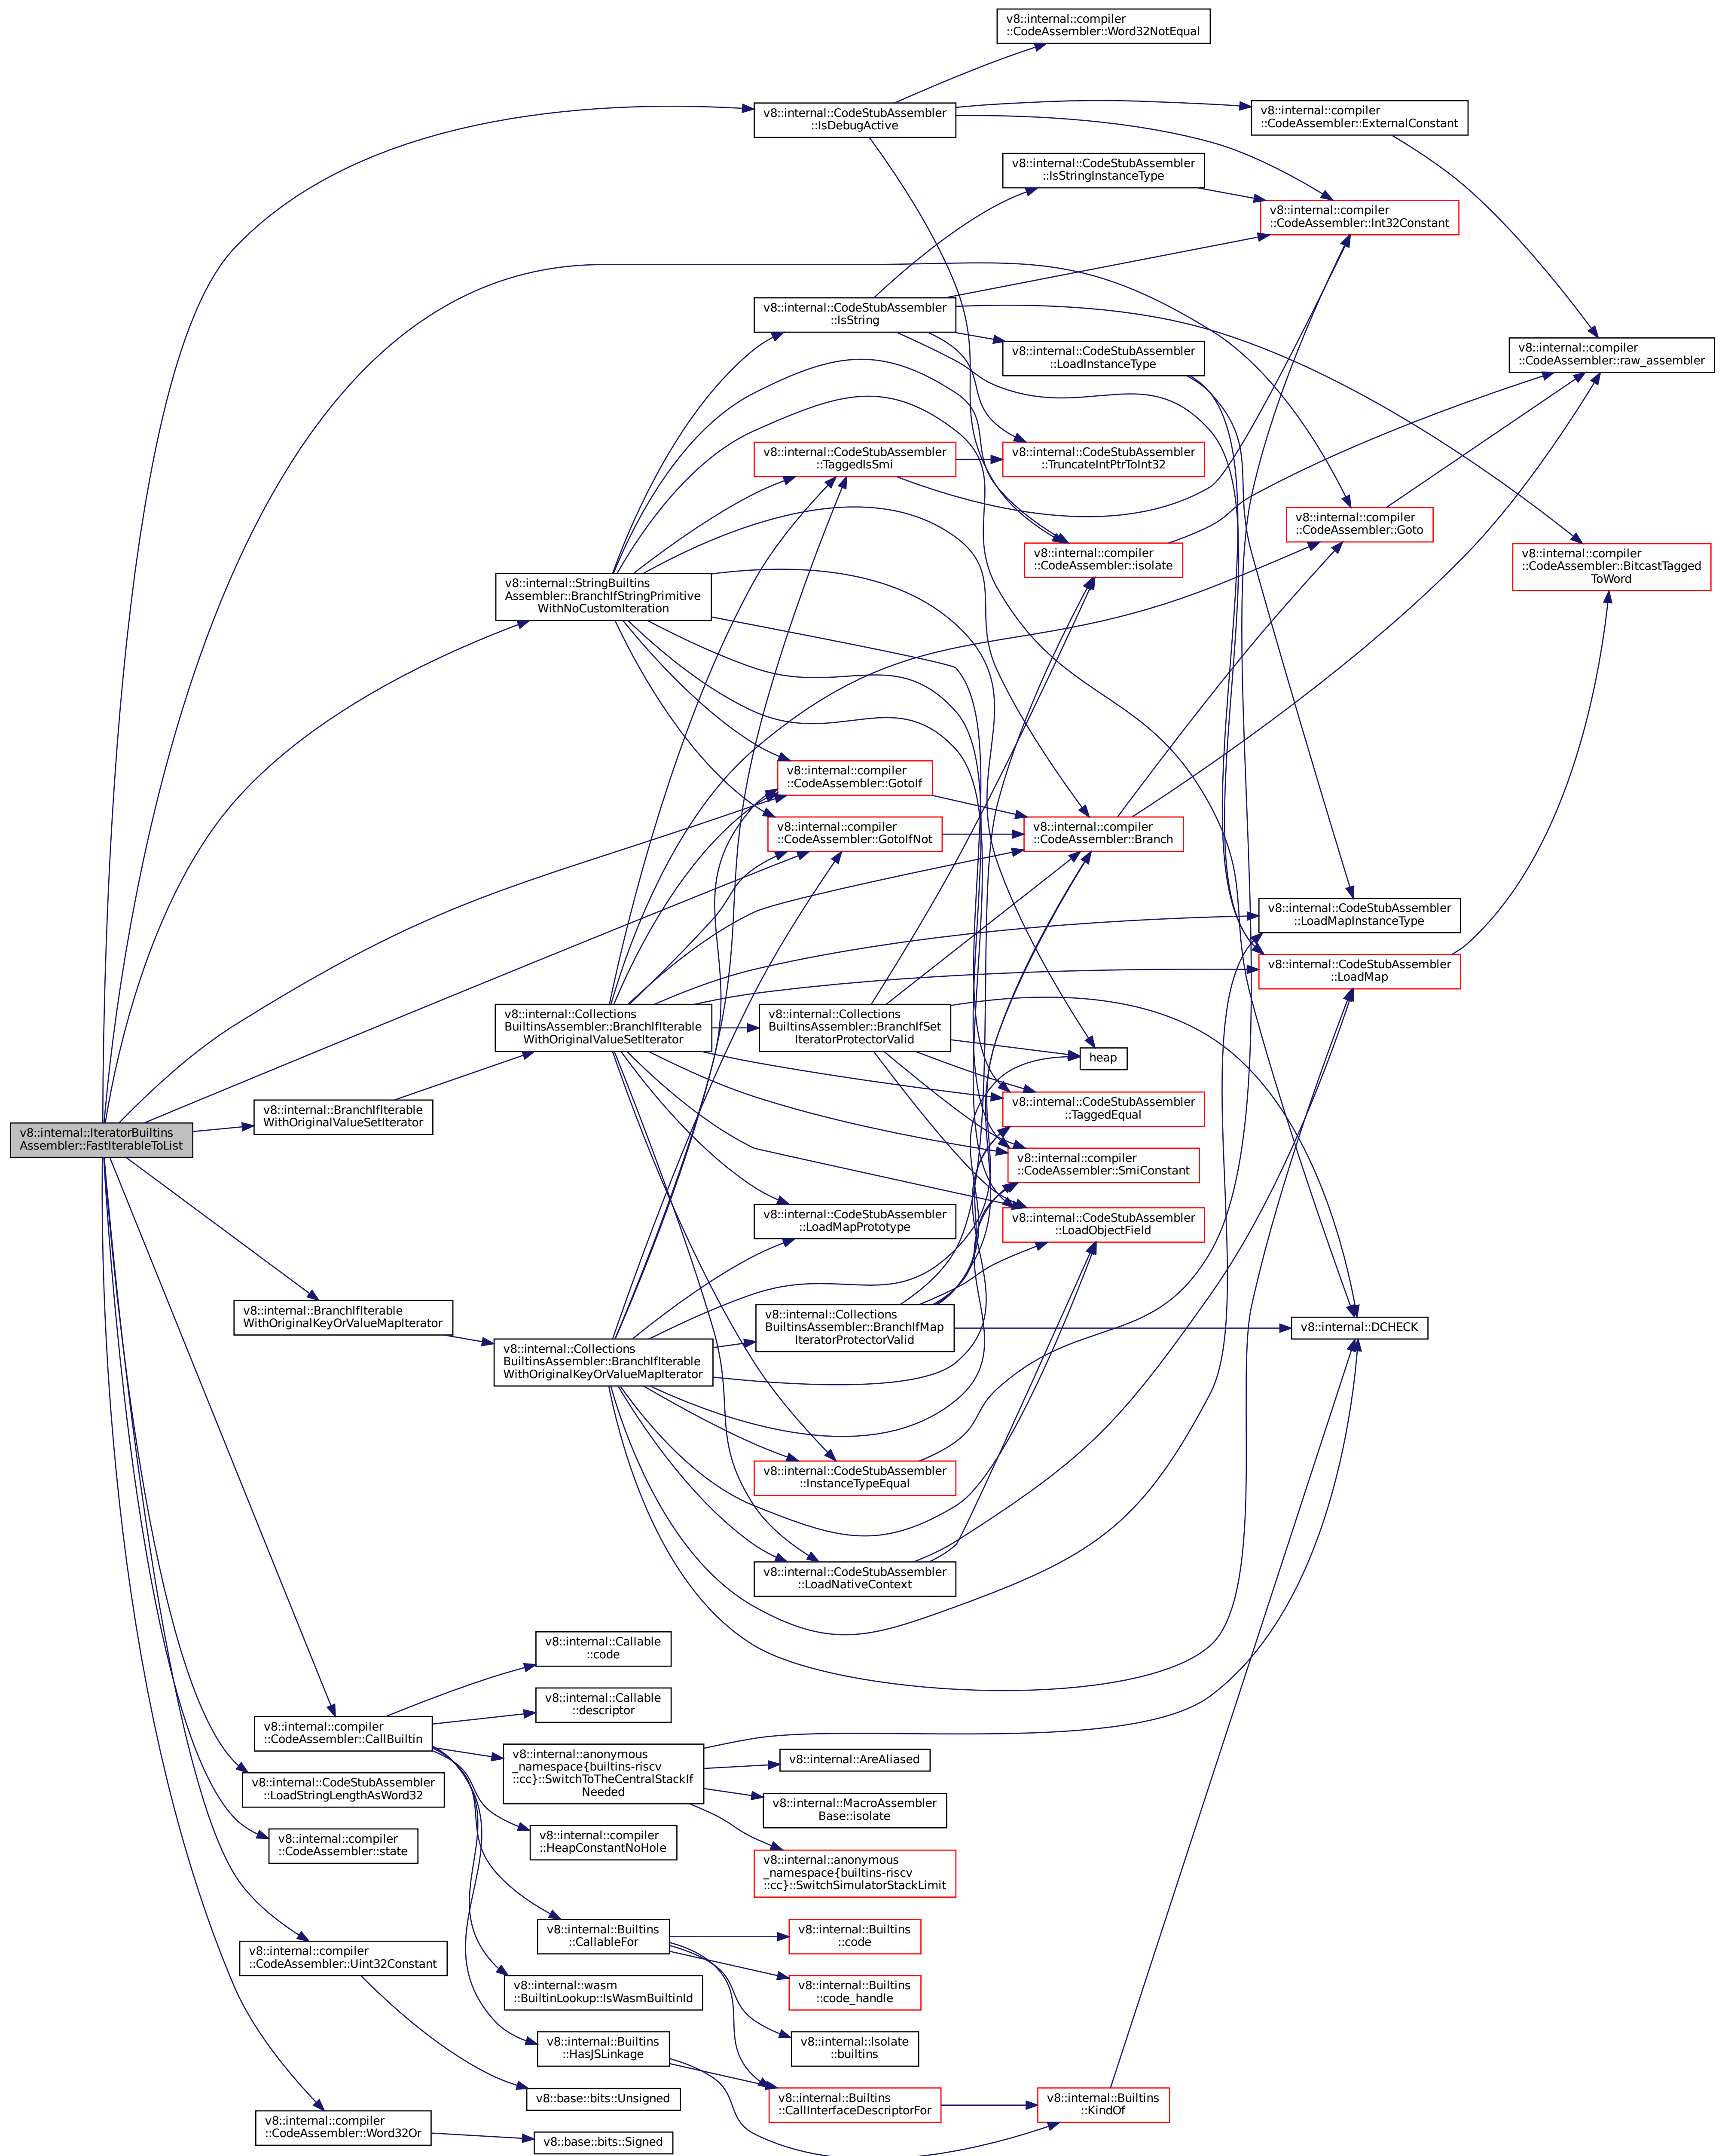 v8::internal::compiler
::CodeAssembler::Word32NotEqual
v8::internal::CodeStubAssembler
::IsDebugActive
v8::internal::compiler
::CodeAssembler::ExternalConstant
v8::internal::CodeStubAssembler
::IsStringInstanceType
v8::internal::compiler
::CodeAssembler::Int32Constant
v8::internal::CodeStubAssembler
::IsString
v8::internal::CodeStubAssembler
::LoadInstanceType
v8::internal::compiler
::CodeAssembler::raw_assembler
v8::internal::CodeStubAssembler
::TaggedIsSmi
v8::internal::CodeStubAssembler
::TruncateIntPtrToInt32
v8::internal::compiler
::CodeAssembler::Goto
v8::internal::compiler
::CodeAssembler::isolate
v8::internal::compiler
::CodeAssembler::BitcastTagged
ToWord
v8::internal::StringBuiltins
Assembler::BranchIfStringPrimitive
WithNoCustomIteration
v8::internal::compiler
::CodeAssembler::GotoIf
v8::internal::compiler
::CodeAssembler::GotoIfNot
v8::internal::compiler
::CodeAssembler::Branch
v8::internal::CodeStubAssembler
::LoadMapInstanceType
v8::internal::CodeStubAssembler
::LoadMap
v8::internal::Collections
BuiltinsAssembler::BranchIfIterable
WithOriginalValueSetIterator
v8::internal::Collections
BuiltinsAssembler::BranchIfSet
IteratorProtectorValid
heap
v8::internal::IteratorBuiltins
Assembler::FastIterableToList
v8::internal::BranchIfIterable
WithOriginalValueSetIterator
v8::internal::CodeStubAssembler
::TaggedEqual
v8::internal::compiler
::CodeAssembler::SmiConstant
v8::internal::CodeStubAssembler
::LoadMapPrototype
v8::internal::CodeStubAssembler
::LoadObjectField
v8::internal::BranchIfIterable
WithOriginalKeyOrValueMapIterator
v8::internal::Collections
BuiltinsAssembler::BranchIfMap
IteratorProtectorValid
v8::internal::DCHECK
v8::internal::Collections
BuiltinsAssembler::BranchIfIterable
WithOriginalKeyOrValueMapIterator
v8::internal::CodeStubAssembler
::InstanceTypeEqual
v8::internal::CodeStubAssembler
::LoadNativeContext
v8::internal::Callable
::code
v8::internal::Callable
::descriptor
v8::internal::compiler
::CodeAssembler::CallBuiltin
v8::internal::anonymous
_namespace{builtins-riscv
::cc}::SwitchToTheCentralStackIf
Needed
v8::internal::AreAliased
v8::internal::CodeStubAssembler
::LoadStringLengthAsWord32
v8::internal::MacroAssembler
Base::isolate
v8::internal::compiler
::CodeAssembler::state
v8::internal::compiler
::HeapConstantNoHole
v8::internal::anonymous
_namespace{builtins-riscv
::cc}::SwitchSimulatorStackLimit
v8::internal::Builtins
::CallableFor
v8::internal::Builtins
::code
v8::internal::compiler
::CodeAssembler::Uint32Constant
v8::internal::wasm
::BuiltinLookup::IsWasmBuiltinId
v8::internal::Builtins
::code_handle
v8::internal::Builtins
::HasJSLinkage
v8::internal::Isolate
::builtins
v8::base::bits::Unsigned
v8::internal::Builtins
::CallInterfaceDescriptorFor
v8::internal::Builtins
::KindOf
v8::internal::compiler
::CodeAssembler::Word32Or
v8::base::bits::Signed